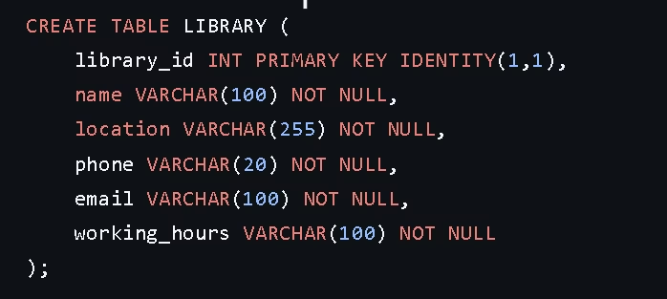 CREATE TABLE LIBRARY (
    library_id INT PRIMARY KEY IDENTITY(1,1),
    name VARCHAR(100) NOT NULL,
    location VARCHAR(255) NOT NULL,
    phone VARCHAR(20) NOT NULL,
    email VARCHAR(100) NOT NULL,
    working_hours VARCHAR(100) NOT NULL
);